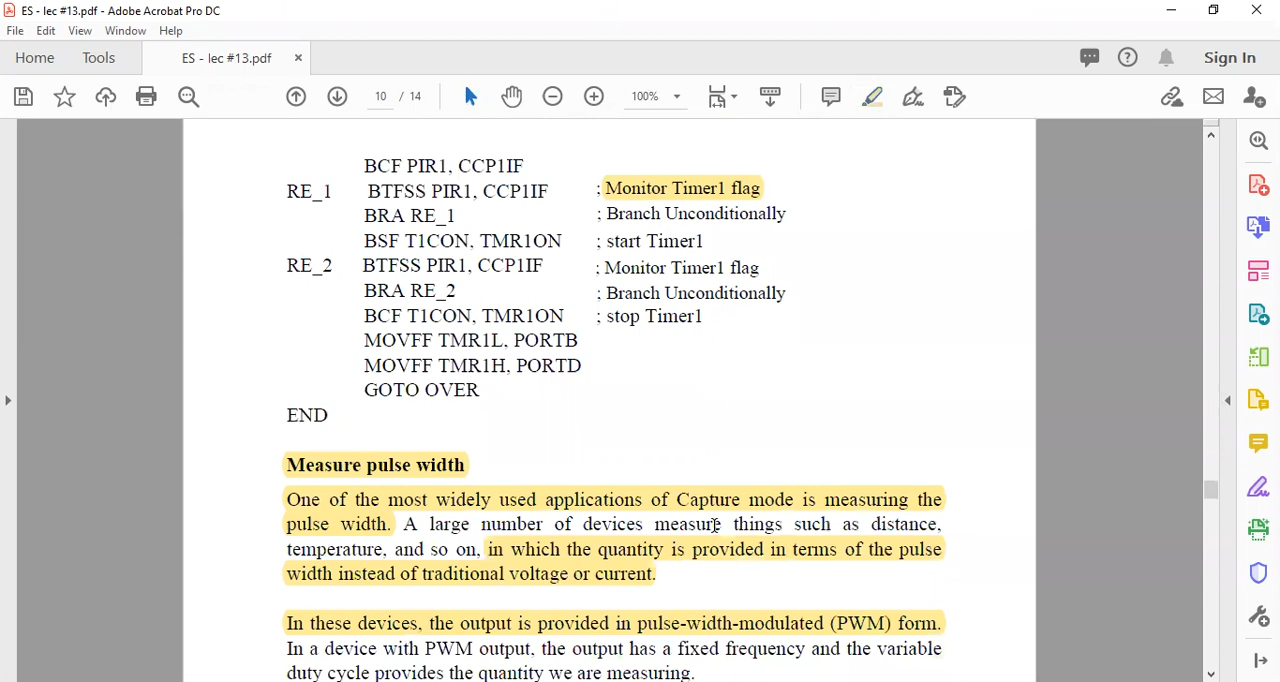 ES - lec #13.pdf - Adobe Acrobat Pro DC
File Edit View Window Help
Home Tools ES - lec #13.pdf × Sign In
10 / 14 100%
BCF PIR1, CCP1IF
RE_1 BTFSS PIR1, CCP1IF ; Monitor Timer1 flag
BRA RE_1 ; Branch Unconditionally
BSF T1CON, TMR1ON ; start Timer1
RE_2 BTFSS PIR1, CCP1IF ; Monitor Timer1 flag
BRA RE_2 ; Branch Unconditionally
BCF T1CON, TMR1ON ; stop Timer1
MOVFF TMR1L, PORTB
MOVFF TMR1H, PORTD
GOTO OVER
END
Measure pulse width
One of the most widely used applications of Capture mode is measuring the
pulse width. A large number of devices measure things such as distance,
temperature, and so on, in which the quantity is provided in terms of the pulse
width instead of traditional voltage or current.
In these devices, the output is provided in pulse-width-modulated (PWM) form.
In a device with PWM output, the output has a fixed frequency and the variable
duty cycle provides the quantity we are measuring.